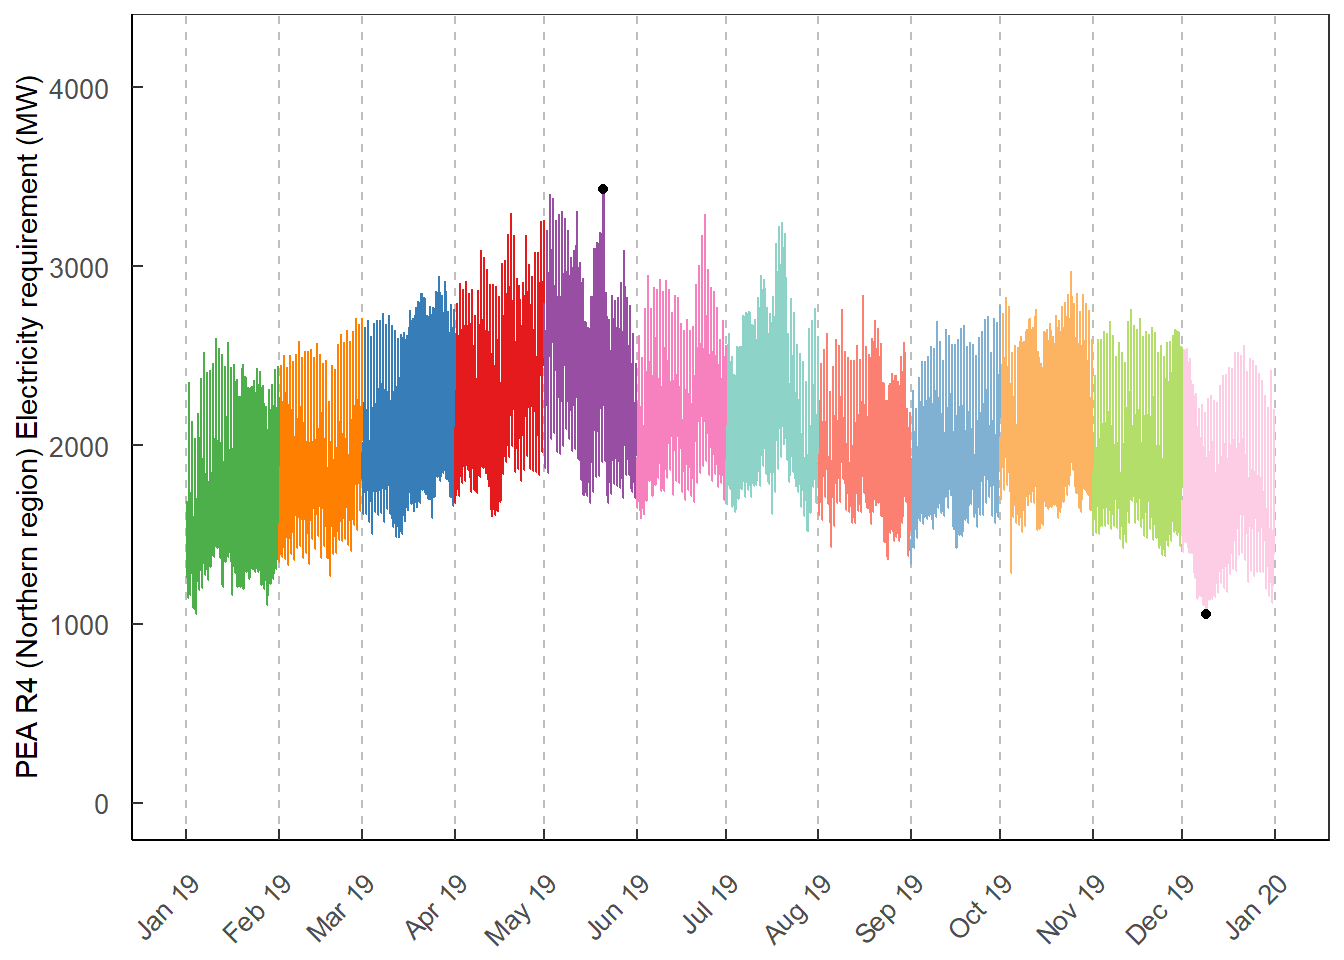 PEA R4 (Northern region) Electricity requirement (MW)
4000
3000
2000
1000
0
Jan 19
Feb 19
Mar 19
Apr 19
May 19
Jun 19
Jul 19
Aug 19
Sep 19
Oct 19
Nov 19
Dec 19
Jan 20